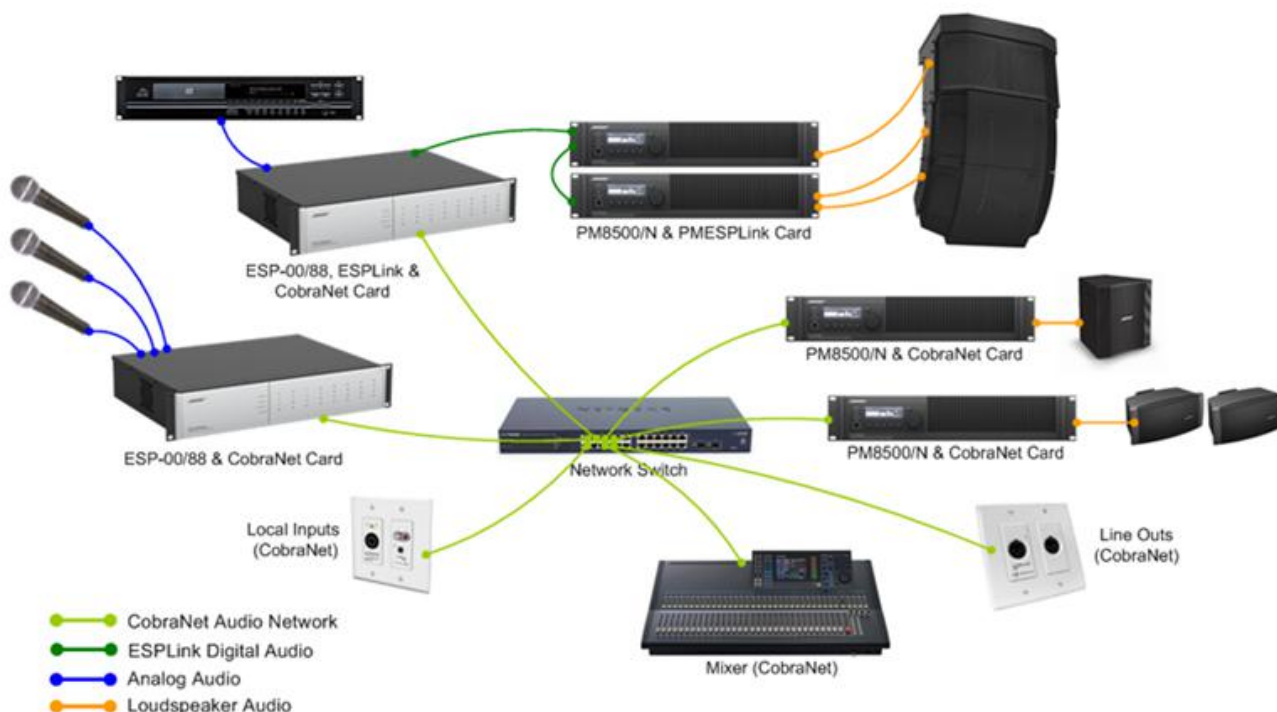 PM8500/N & PMESPLink Card
ESP-00/88, ESPLink &
CobraNet Card
PM8500/N & CobraNet Card
ESP-00/88 & CobraNet Card
Network Switch
PM8500/N & CobraNet Card
Local Inputs
(CobraNet)
Line Outs
(CobraNet)
Mixer (CobraNet)
CobraNet Audio Network
ESPLink Digital Audio
Analog Audio
Loudspeaker Audio